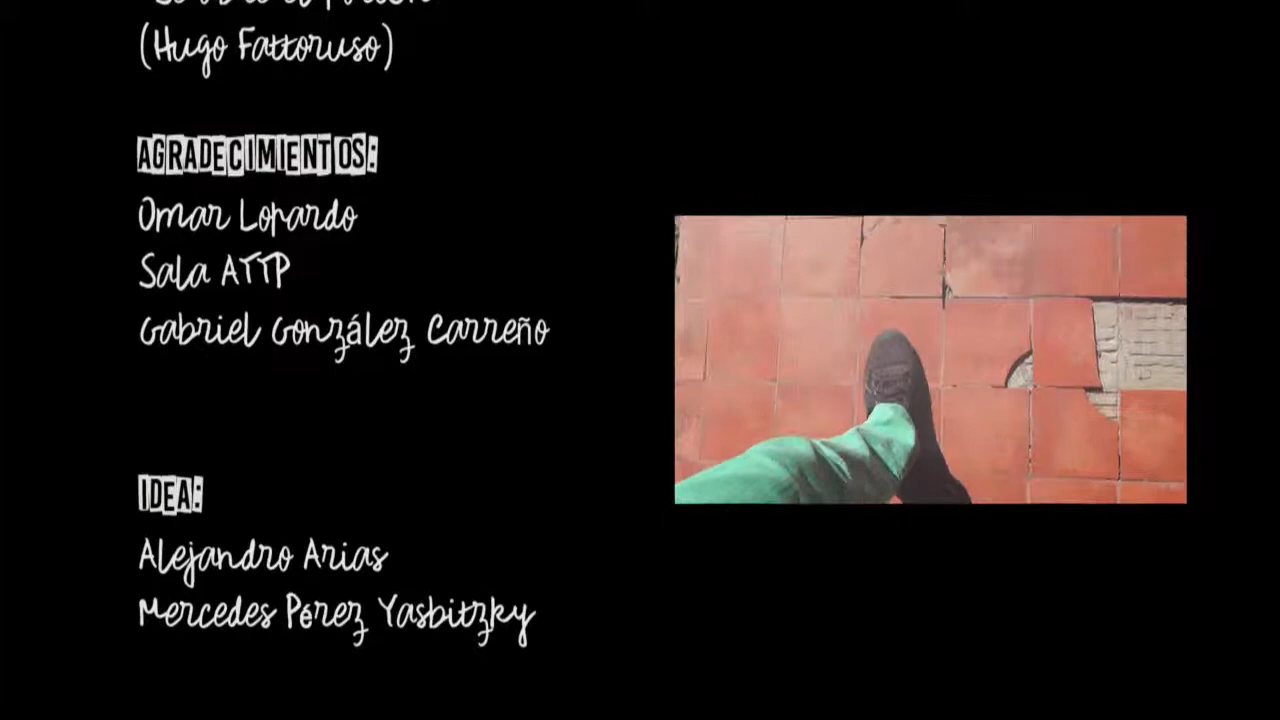 (Hugo Fattoruso)
AGRADECIMIENTOS:
Omar Lopardo
Sala ATTP
Gabriel González Carreño
IDEA:
Alejandro Arias
Mercedes Pérez Yasbitzky